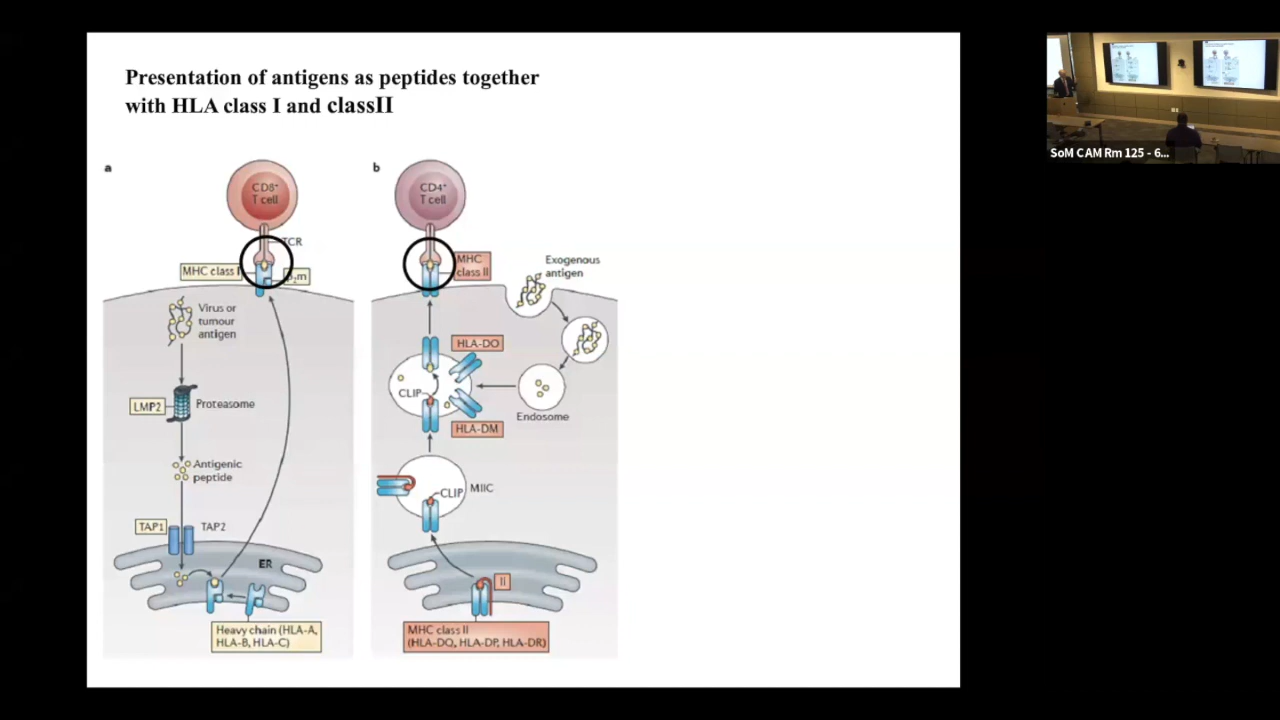 Presentation of antigens as peptides together
with HLA class I and classII
a
CD8+
T cell
TCR
MHC class I
β2m
Virus or
tumour
antigen
LMP2
Proteasome
Antigenic
peptide
TAP1
TAP2
ER
Heavy chain (HLA-A,
HLA-B, HLA-C)
b
CD4+
T cell
MHC
class II
Exogenous
antigen
HLA-DO
CLIP
Endosome
HLA-DM
CLIP
MIIC
Ii
MHC class II
(HLA-DQ, HLA-DP, HLA-DR)
SoM CAM Rm 125 - 6...